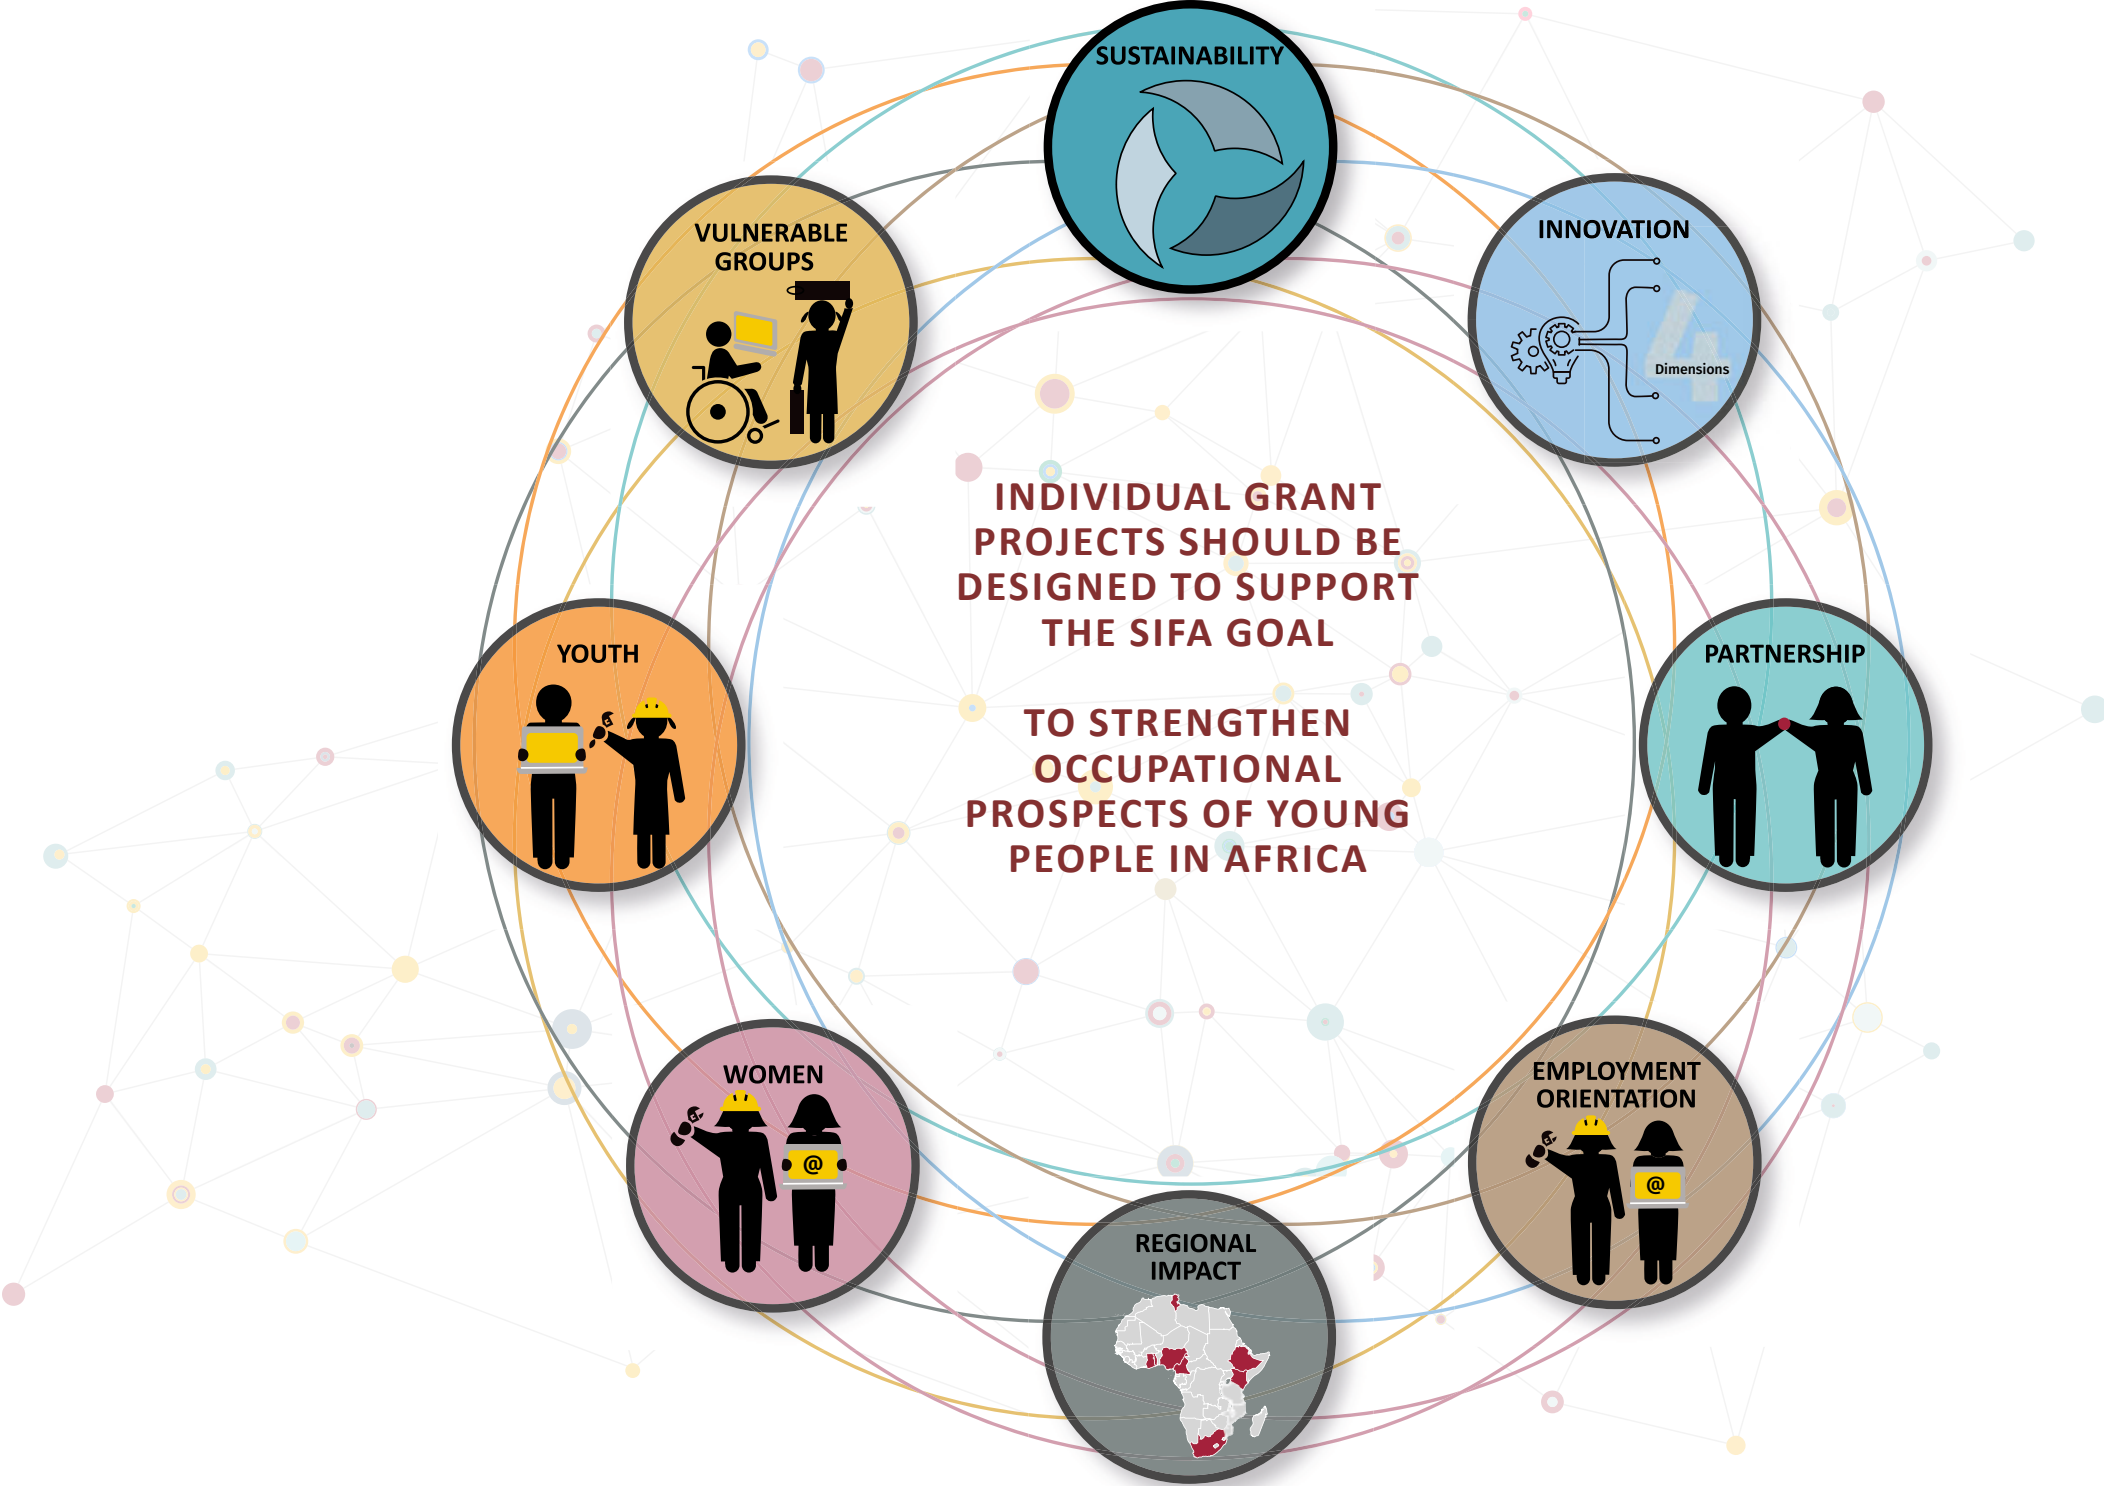 SUSTAINABILITY
VULNERABLE
GROUPS
INNOVATION
4
Dimensions
INDIVIDUAL GRANT
PROJECTS SHOULD BE
DESIGNED TO SUPPORT
THE SIFA GOAL
TO STRENGTHEN
OCCUPATIONAL
PROSPECTS OF YOUNG
PEOPLE IN AFRICA
YOUTH
PARTNERSHIP
WOMEN
@
EMPLOYMENT
ORIENTATION
@
REGIONAL
IMPACT